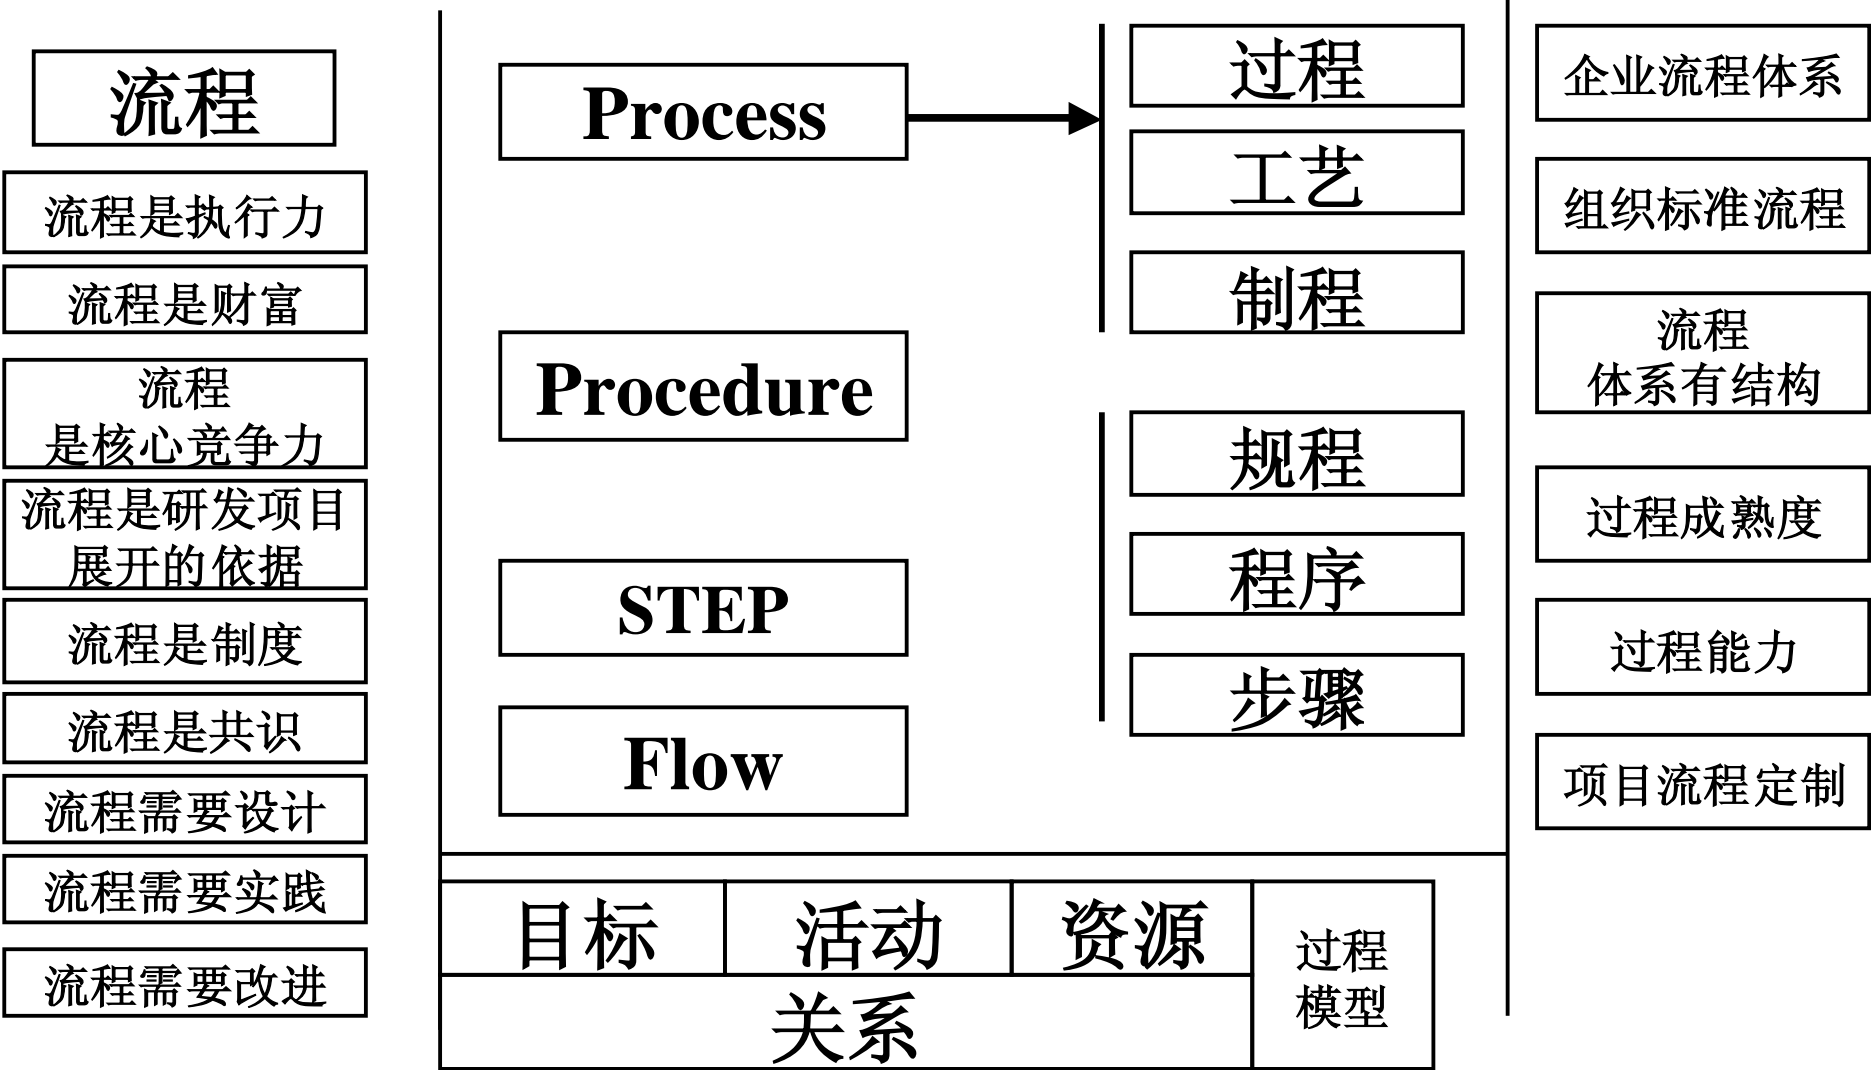 流程
流程是执行力
流程是财富
流程
是核心竞争力
流程是研发项目
展开的依据
流程是制度
流程是共识
流程需要设计
流程需要实践
流程需要改进
Process
Procedure
STEP
Flow
过程
工艺
制程
规程
程序
步骤
目标
活动
资源
关系
过程
模型
企业流程体系
组织标准流程
流程
体系有结构
过程成熟度
过程能力
项目流程定制